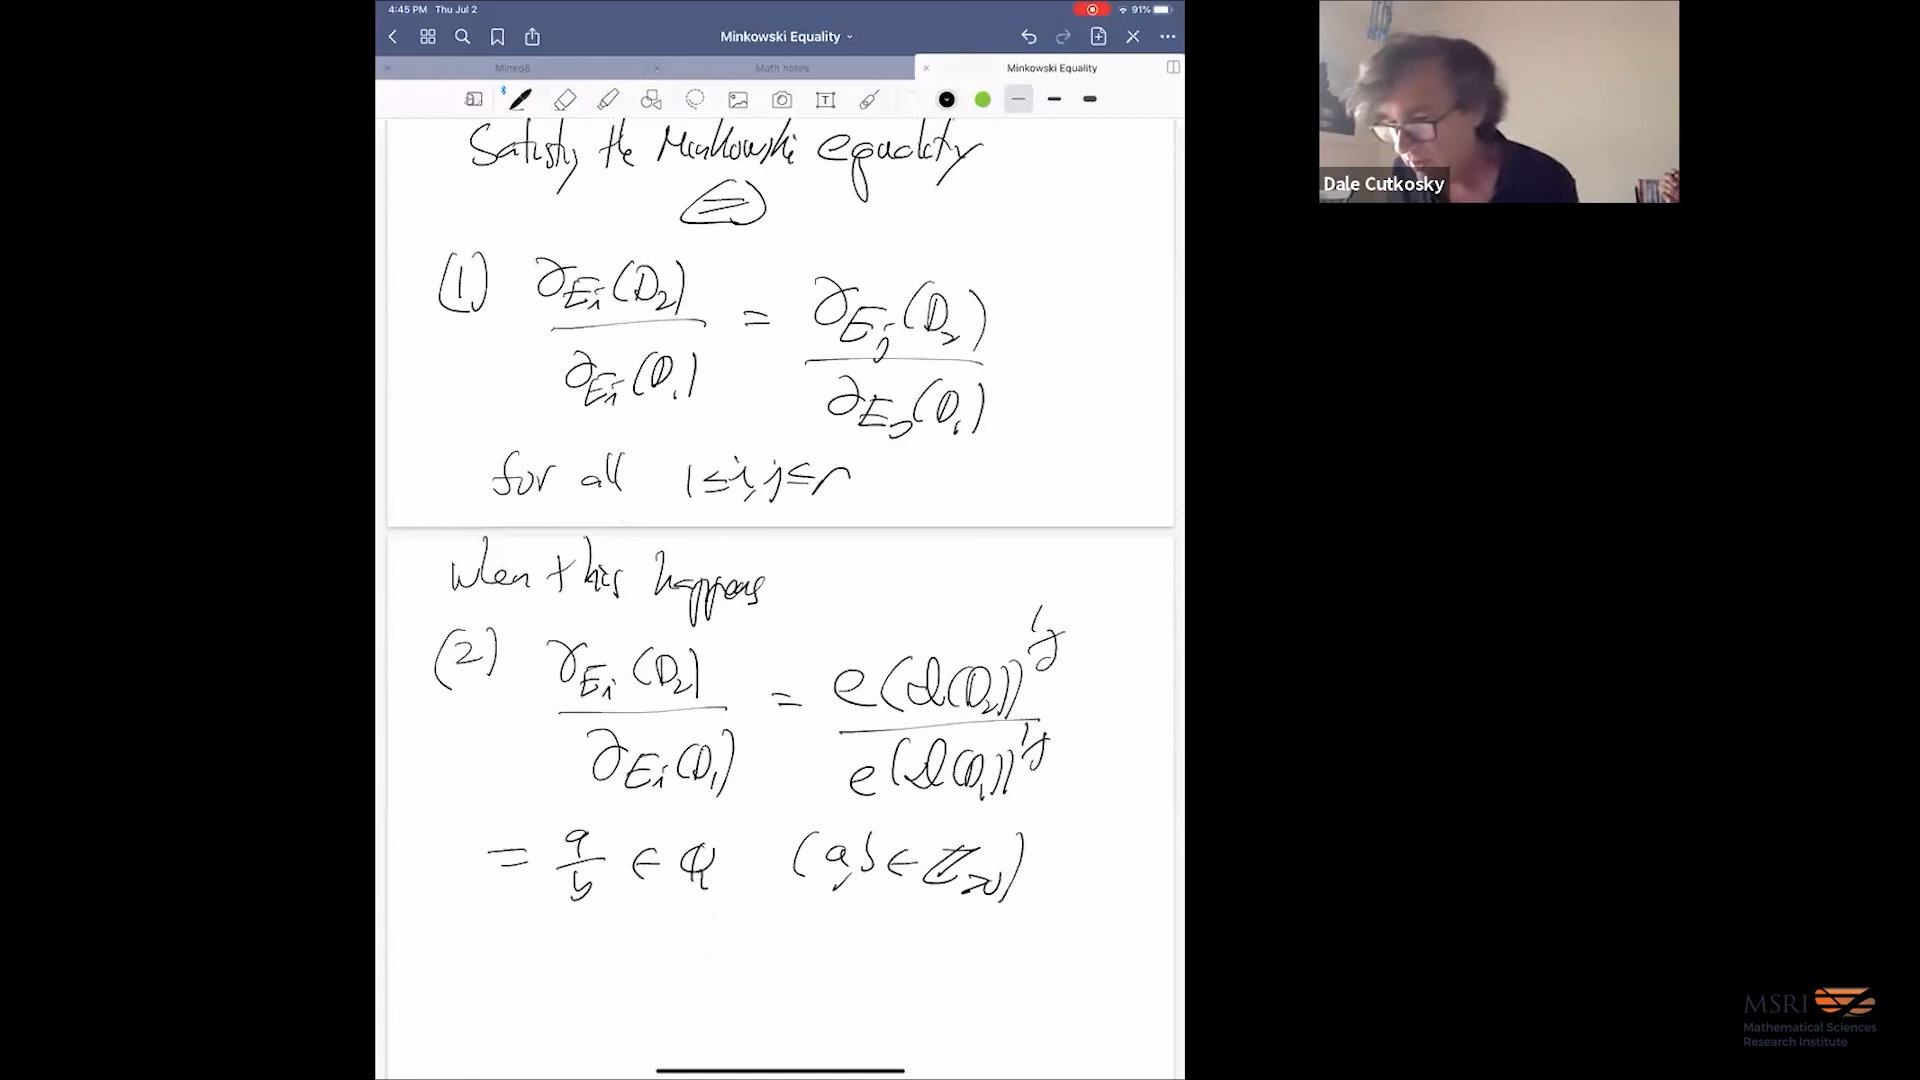 4:45 PM Thu Jul 2
91%
Minkowski Equality
Mineo8
Math notes
Minkowski Equality
Satisfy the Minkowski equality
⟺
(1) γ_{E_i}(D_2) / γ_{E_i}(D_1) = γ_{E_j}(D_2) / γ_{E_j}(D_1)
for all 1 ≤ i, j ≤ r
When this happens
(2) γ_{E_i}(D_2) / γ_{E_i}(D_1) = e(I(D_2))^{1/d} / e(I(D_1))^{1/d}
= a/b ∈ Q (a, b ∈ Z_{>0})
Dale Cutkosky
MSRI
Mathematical Sciences
Research Institute